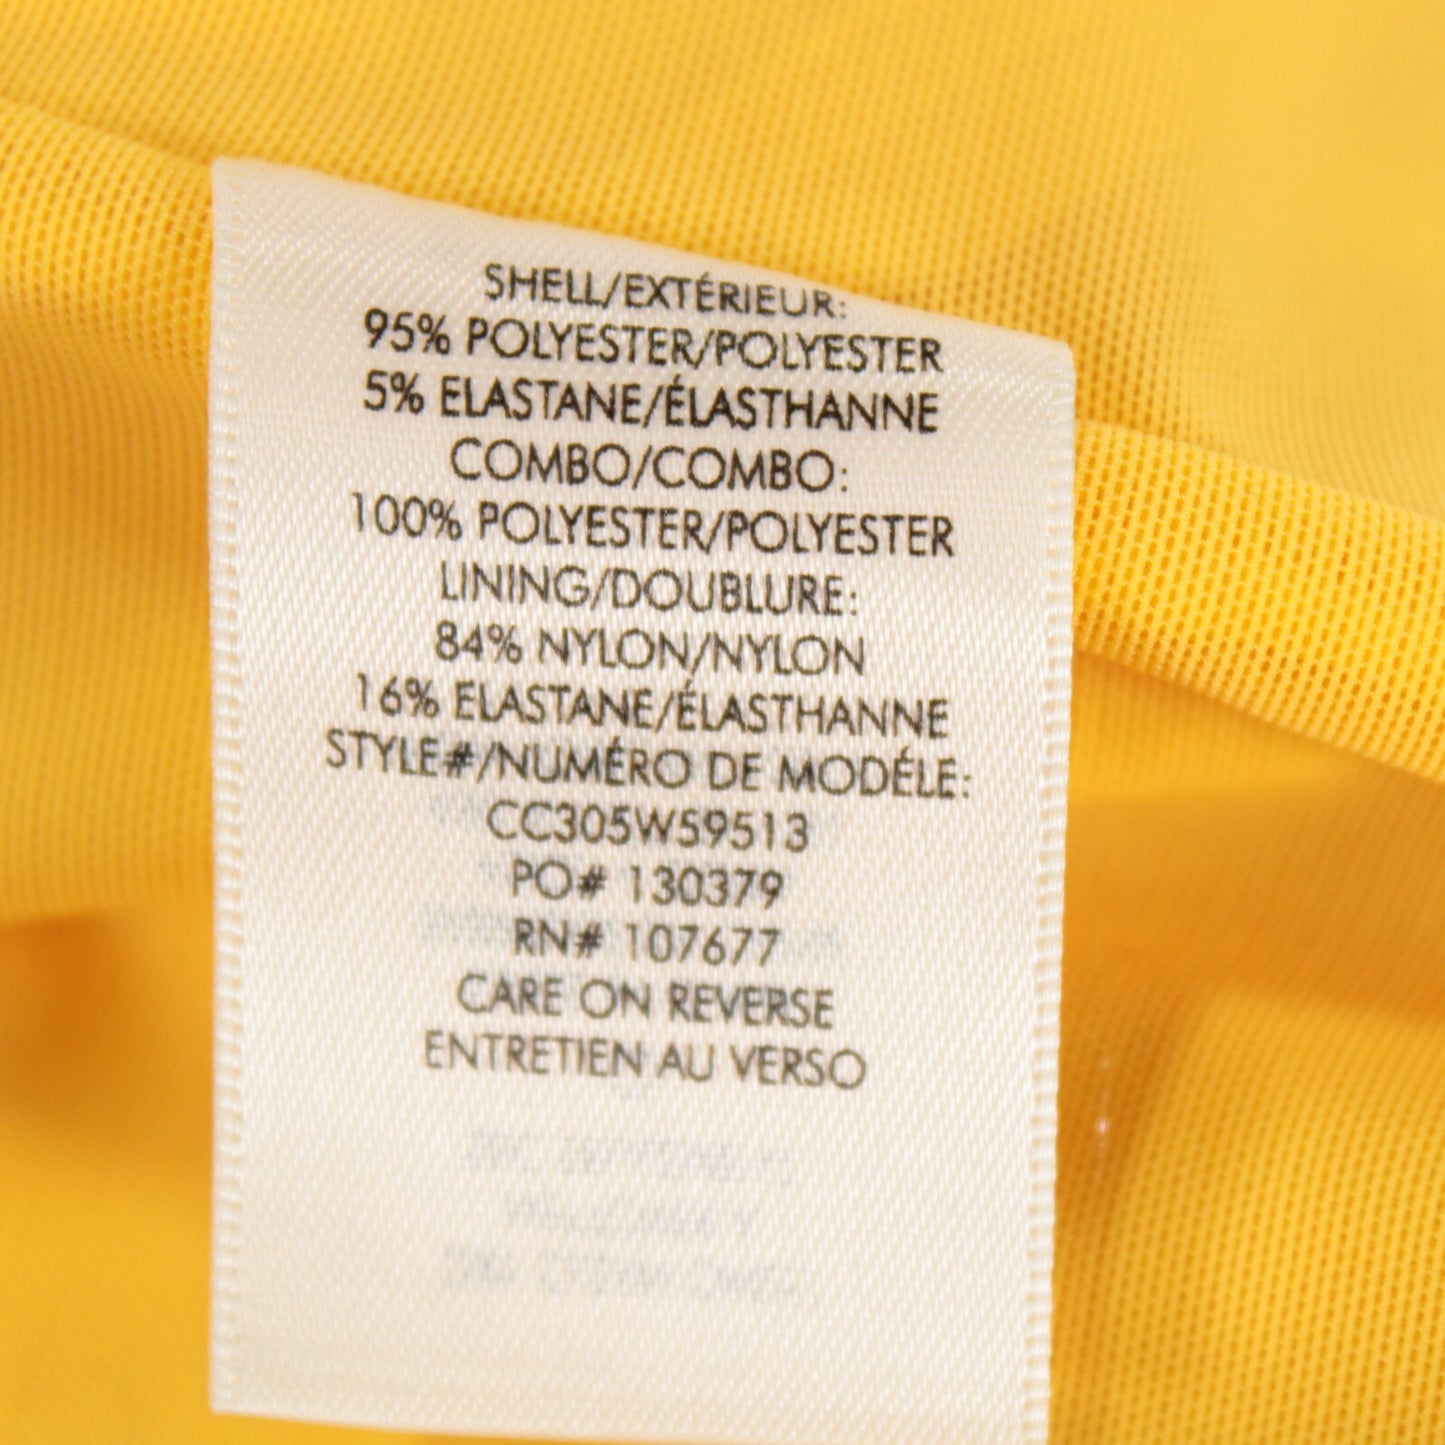 SHELL/EXTÉRIEUR:
95% POLYESTER/POLYESTER
5% ELASTANE/ÉLASTHANNE
COMBO/COMBO:
100% POLYESTER/POLYESTER
LINING/DOUBLURE:
84% NYLON/NYLON
16% ELASTANE/ÉLASTHANNE
STYLE#/NUMÉRO DE MODÉLE:
CC305W59513
PO# 130379
RN# 107677
CARE ON REVERSE
ENTRETIEN AU VERSO